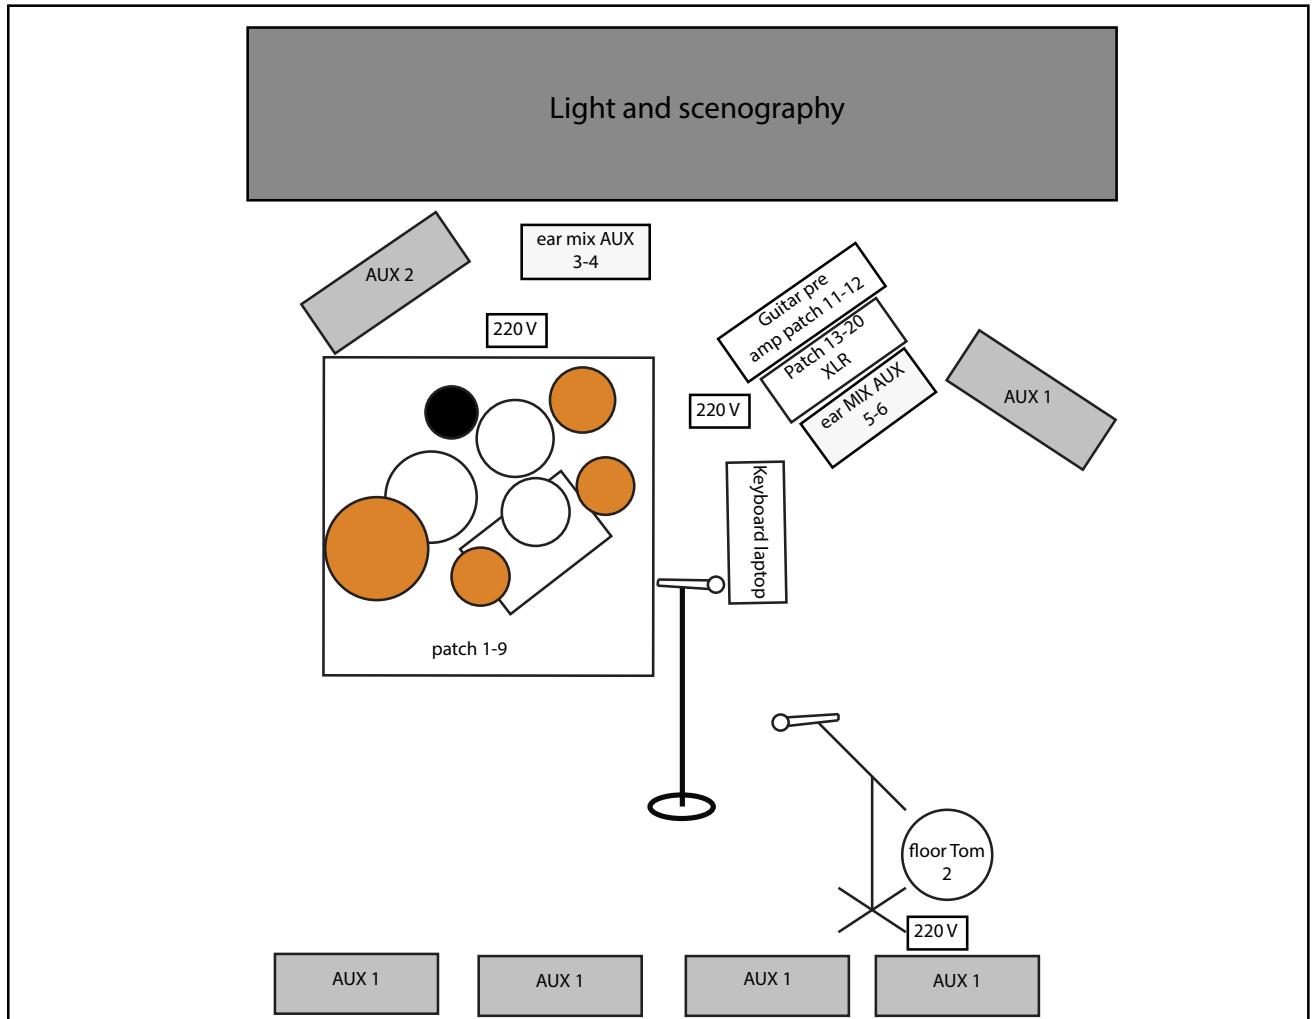 Light and scenography
ear mix AUX
3-4
AUX 2
220 V
Guitar pre
amp patch 11-12
Patch 13-20
XLR
ear MIX AUX
5-6
AUX 1
220 V
Keyboard laptop
patch 1-9
floor Tom
2
220 V
AUX 1
AUX 1
AUX 1
AUX 1